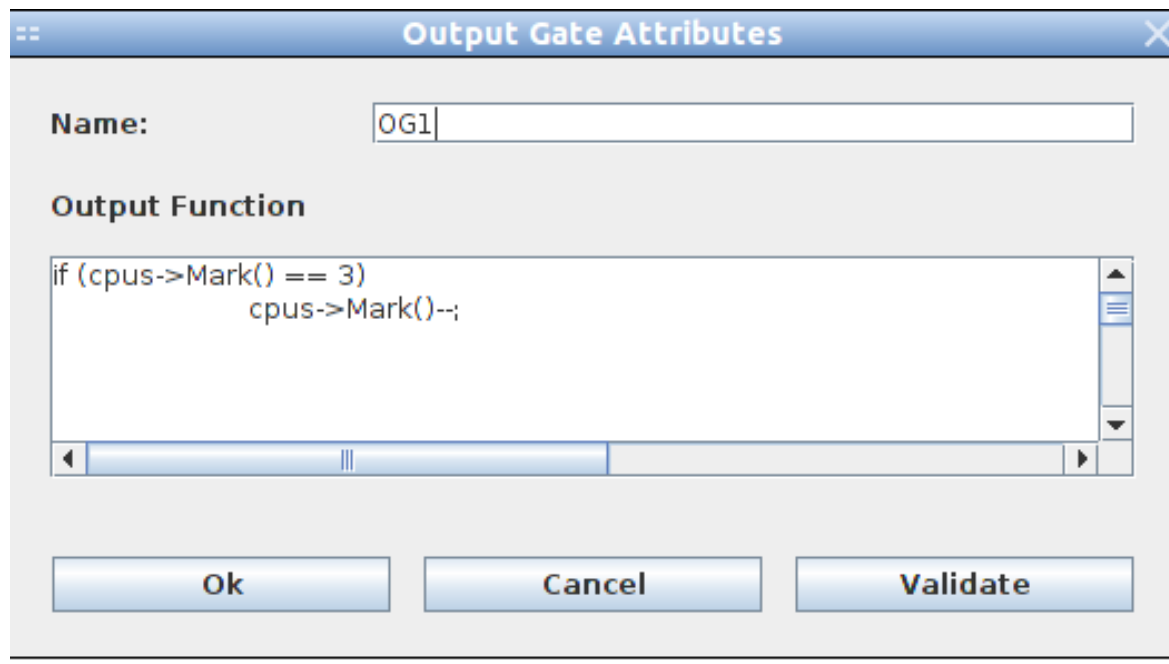 Output Gate Attributes
Name: OG1
Output Function
if (cpus->Mark() == 3)
cpus->Mark()--;
Ok Cancel Validate